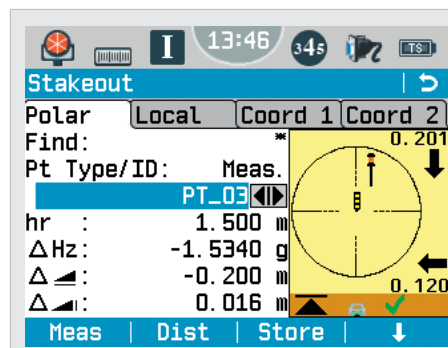 I 13:46 345 TS
Stakeout
Polar Local Coord 1 Coord 2
Find: *
Pt Type/ID: Meas.
PT_03
hr : 1.500 m
ΔHz: -1.5340 g
Δ◢: -0.200 m
Δ◢: 0.016 m
0.201
0.120
Meas Dist Store